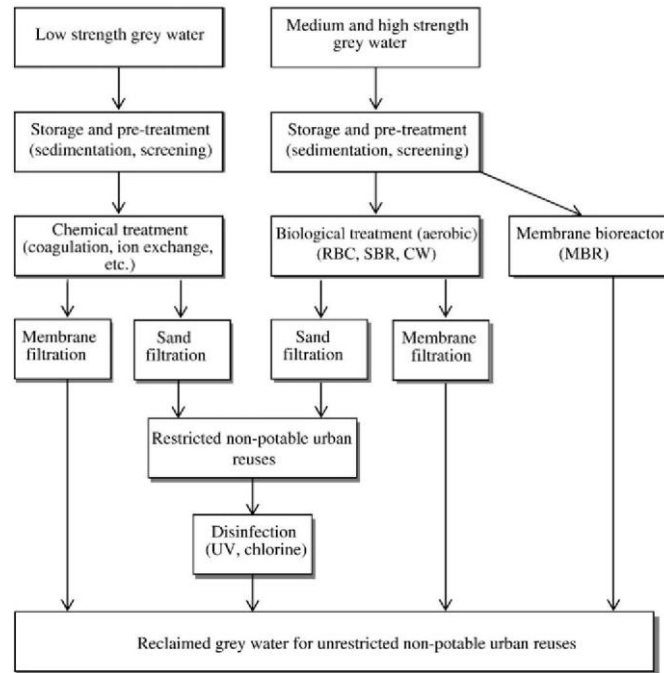 Low strength grey water
Medium and high strength
grey water
Storage and pre-treatment
(sedimentation, screening)
Storage and pre-treatment
(sedimentation, screening)
Chemical treatment
(coagulation, ion exchange,
etc.)
Biological treatment (aerobic)
(RBC, SBR, CW)
Membrane bioreactor
(MBR)
Membrane
filtration
Sand
filtration
Sand
filtration
Membrane
filtration
Restricted non-potable urban
reuses
Disinfection
(UV, chlorine)
Reclaimed grey water for unrestricted non-potable urban reuses